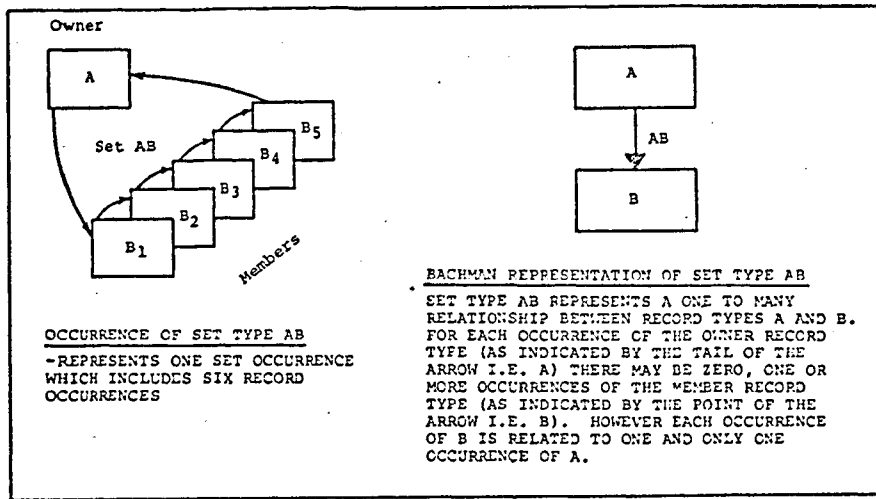 Owner
A
Set AB
B1
B2
B3
B4
B5
Members
OCCURRENCE OF SET TYPE AB
-REPRESENTS ONE SET OCCURRENCE
WHICH INCLUDES SIX RECORD
OCCURRENCES
A
AB
B
BACHMAN REPRESENTATION OF SET TYPE AB
SET TYPE AB REPRESENTS A ONE TO MANY
RELATIONSHIP BETWEEN RECORD TYPES A AND B.
FOR EACH OCCURRENCE OF THE OWNER RECORD
TYPE (AS INDICATED BY THE TAIL OF THE
ARROW I.E. A) THERE MAY BE ZERO, ONE OR
MORE OCCURRENCES OF THE MEMBER RECORD
TYPE (AS INDICATED BY THE POINT OF THE
ARROW I.E. B). HOWEVER EACH OCCURRENCE
OF B IS RELATED TO ONE AND ONLY ONE
OCCURRENCE OF A.